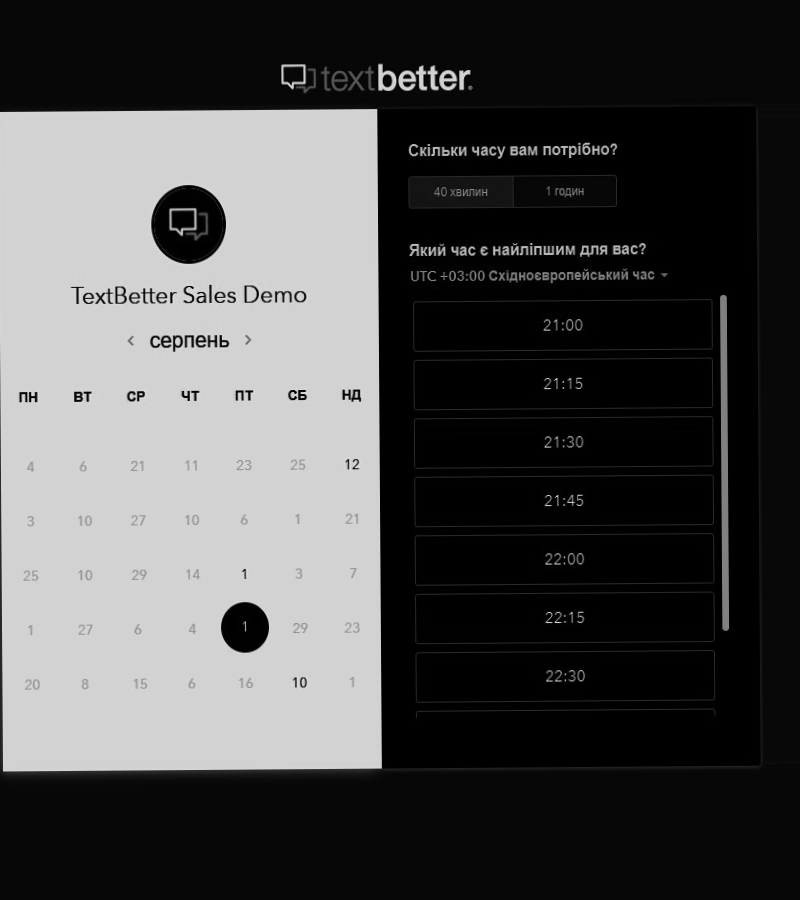 textbetter.
TextBetter Sales Demo
серпень
ПН ВТ СР ЧТ ПТ СБ НД
4 6 21 11 23 25 12
3 10 27 10 6 1 21
25 10 29 14 1 3 7
1 27 6 4 1 29 23
20 8 15 6 16 10 1
Скільки часу вам потрібно?
40 хвилин 1 годин
Який час є найліпшим для вас?
UTC +03:00 Східноєвропейський час
21:00
21:15
21:30
21:45
22:00
22:15
22:30